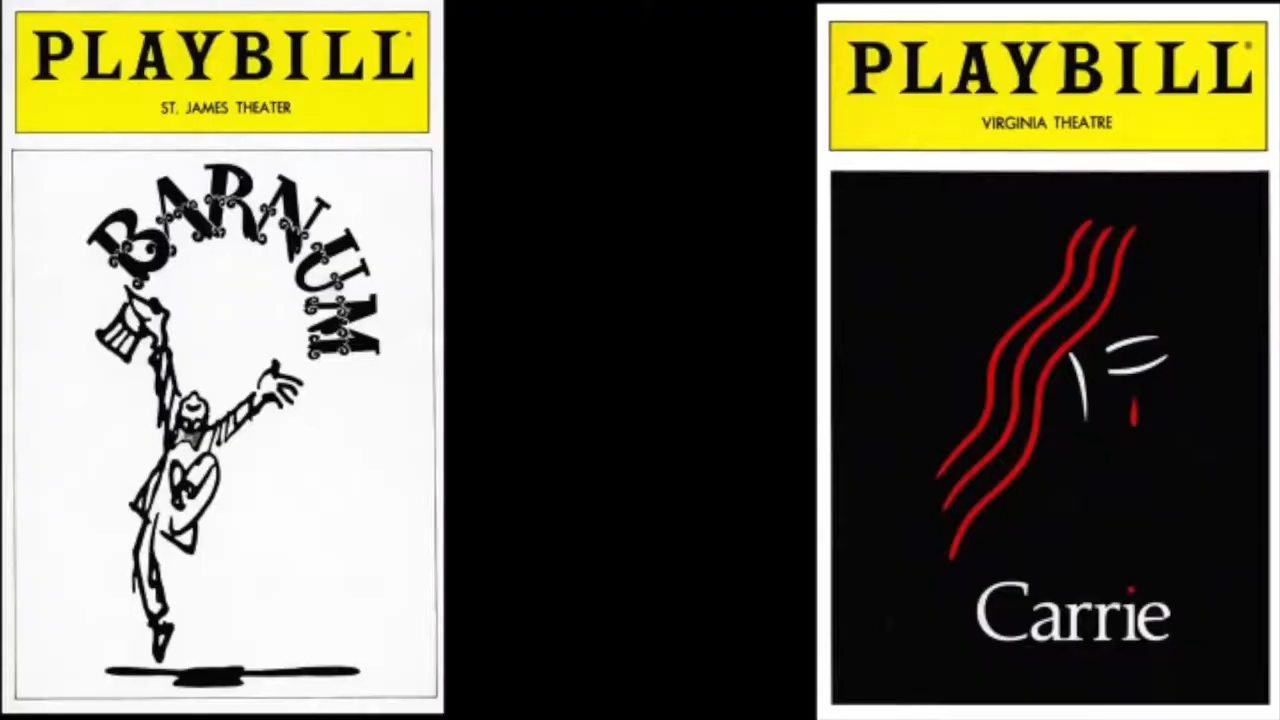 PLAYBILL®
ST. JAMES THEATER
BARNUM
PLAYBILL®
VIRGINIA THEATRE
Carrie